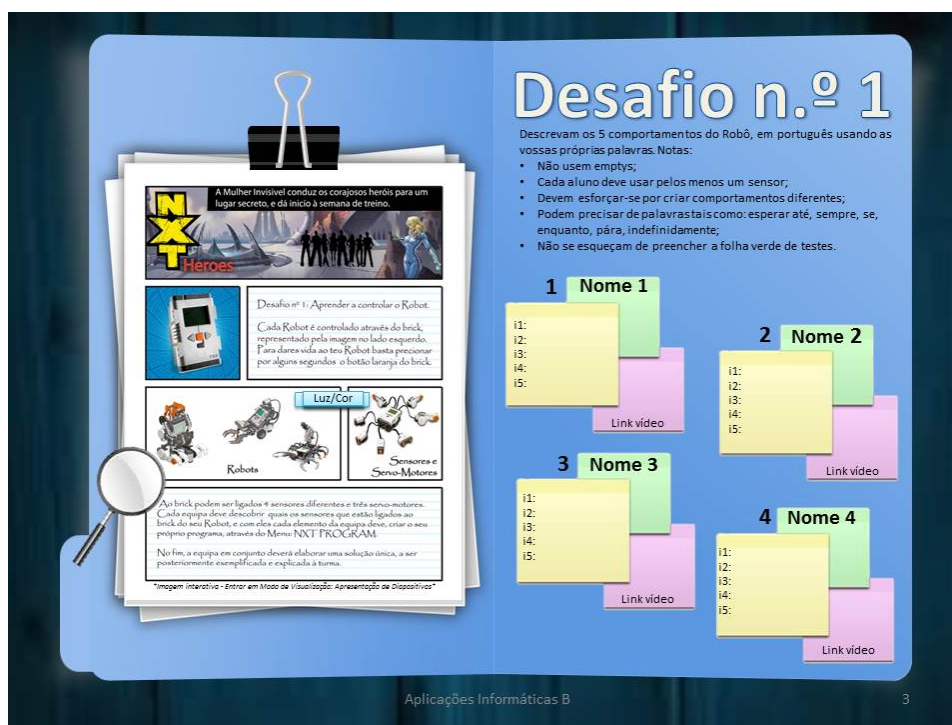 Desafio n.º 1
Descrevam os 5 comportamentos do Robô, em português usando as
vossas próprias palavras. Notas:
• Não usem emptys;
• Cada aluno deve usar pelos menos um sensor;
• Devem esforçar-se por criar comportamentos diferentes;
• Podem precisar de palavras tais como: esperar até, sempre, se,
enquanto, pára, indefinidamente;
• Não se esqueçam de preencher a folha verde de testes.
A Mulher Invisivel conduz os corajosos heróis para um
lugar secreto, e dá inicio à semana de treino.
NXT
Heroes
Desafio nº 1: Aprender a controlar o Robot.
Cada Robot é controlado através do brick,
representado pela imagem no lado esquerdo.
Para dares vida ao teu Robot basta precionar
por alguns segundos o botão laranja do brick.
Luz/Cor
Robots
Sensores e
Servo-Motores
Ao brick podem ser ligados 4 sensores diferentes e três servo-motores.
Cada equipa deve descobrir quais os sensores que estão ligados ao
brick do seu Robot, e com eles cada elemento da equipa deve, criar o seu
próprio programa, através do Menu: NXT PROGRAM.
No fim, a equipa em conjunto deverá elaborar uma solução única, a ser
posteriormente exemplificada e explicada à turma.
*Imagem interativa - Entrar em Modo de Visualização: Apresentação de Diapositivos*
1 Nome 1
i1:
i2:
i3:
i4:
i5:
Link vídeo
2 Nome 2
i1:
i2:
i3:
i4:
i5:
Link vídeo
3 Nome 3
i1:
i2:
i3:
i4:
i5:
Link vídeo
4 Nome 4
i1:
i2:
i3:
i4:
i5:
Link vídeo
Aplicações Informáticas B
3